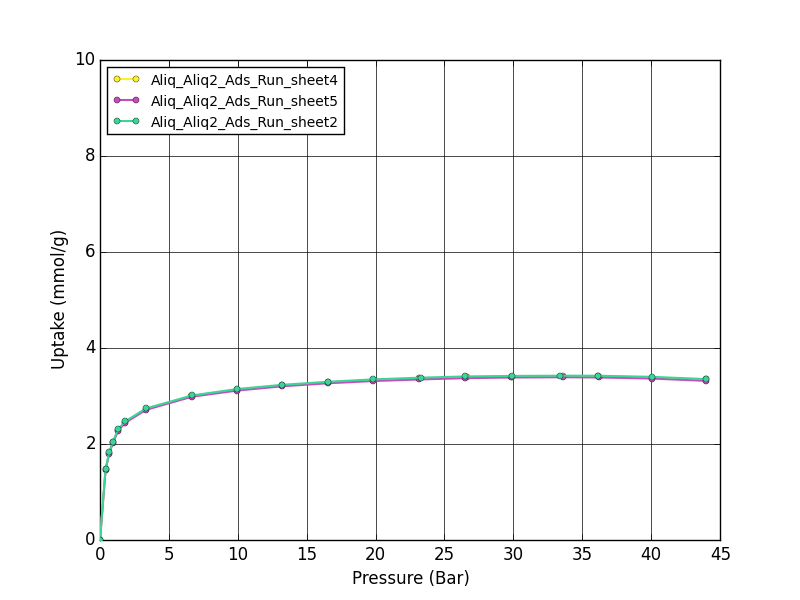 10
8
6
4
2
0
Uptake (mmol/g)
Aliq_Aliq2_Ads_Run_sheet4
Aliq_Aliq2_Ads_Run_sheet5
Aliq_Aliq2_Ads_Run_sheet2
0 5 10 15 20 25 30 35 40 45
Pressure (Bar)